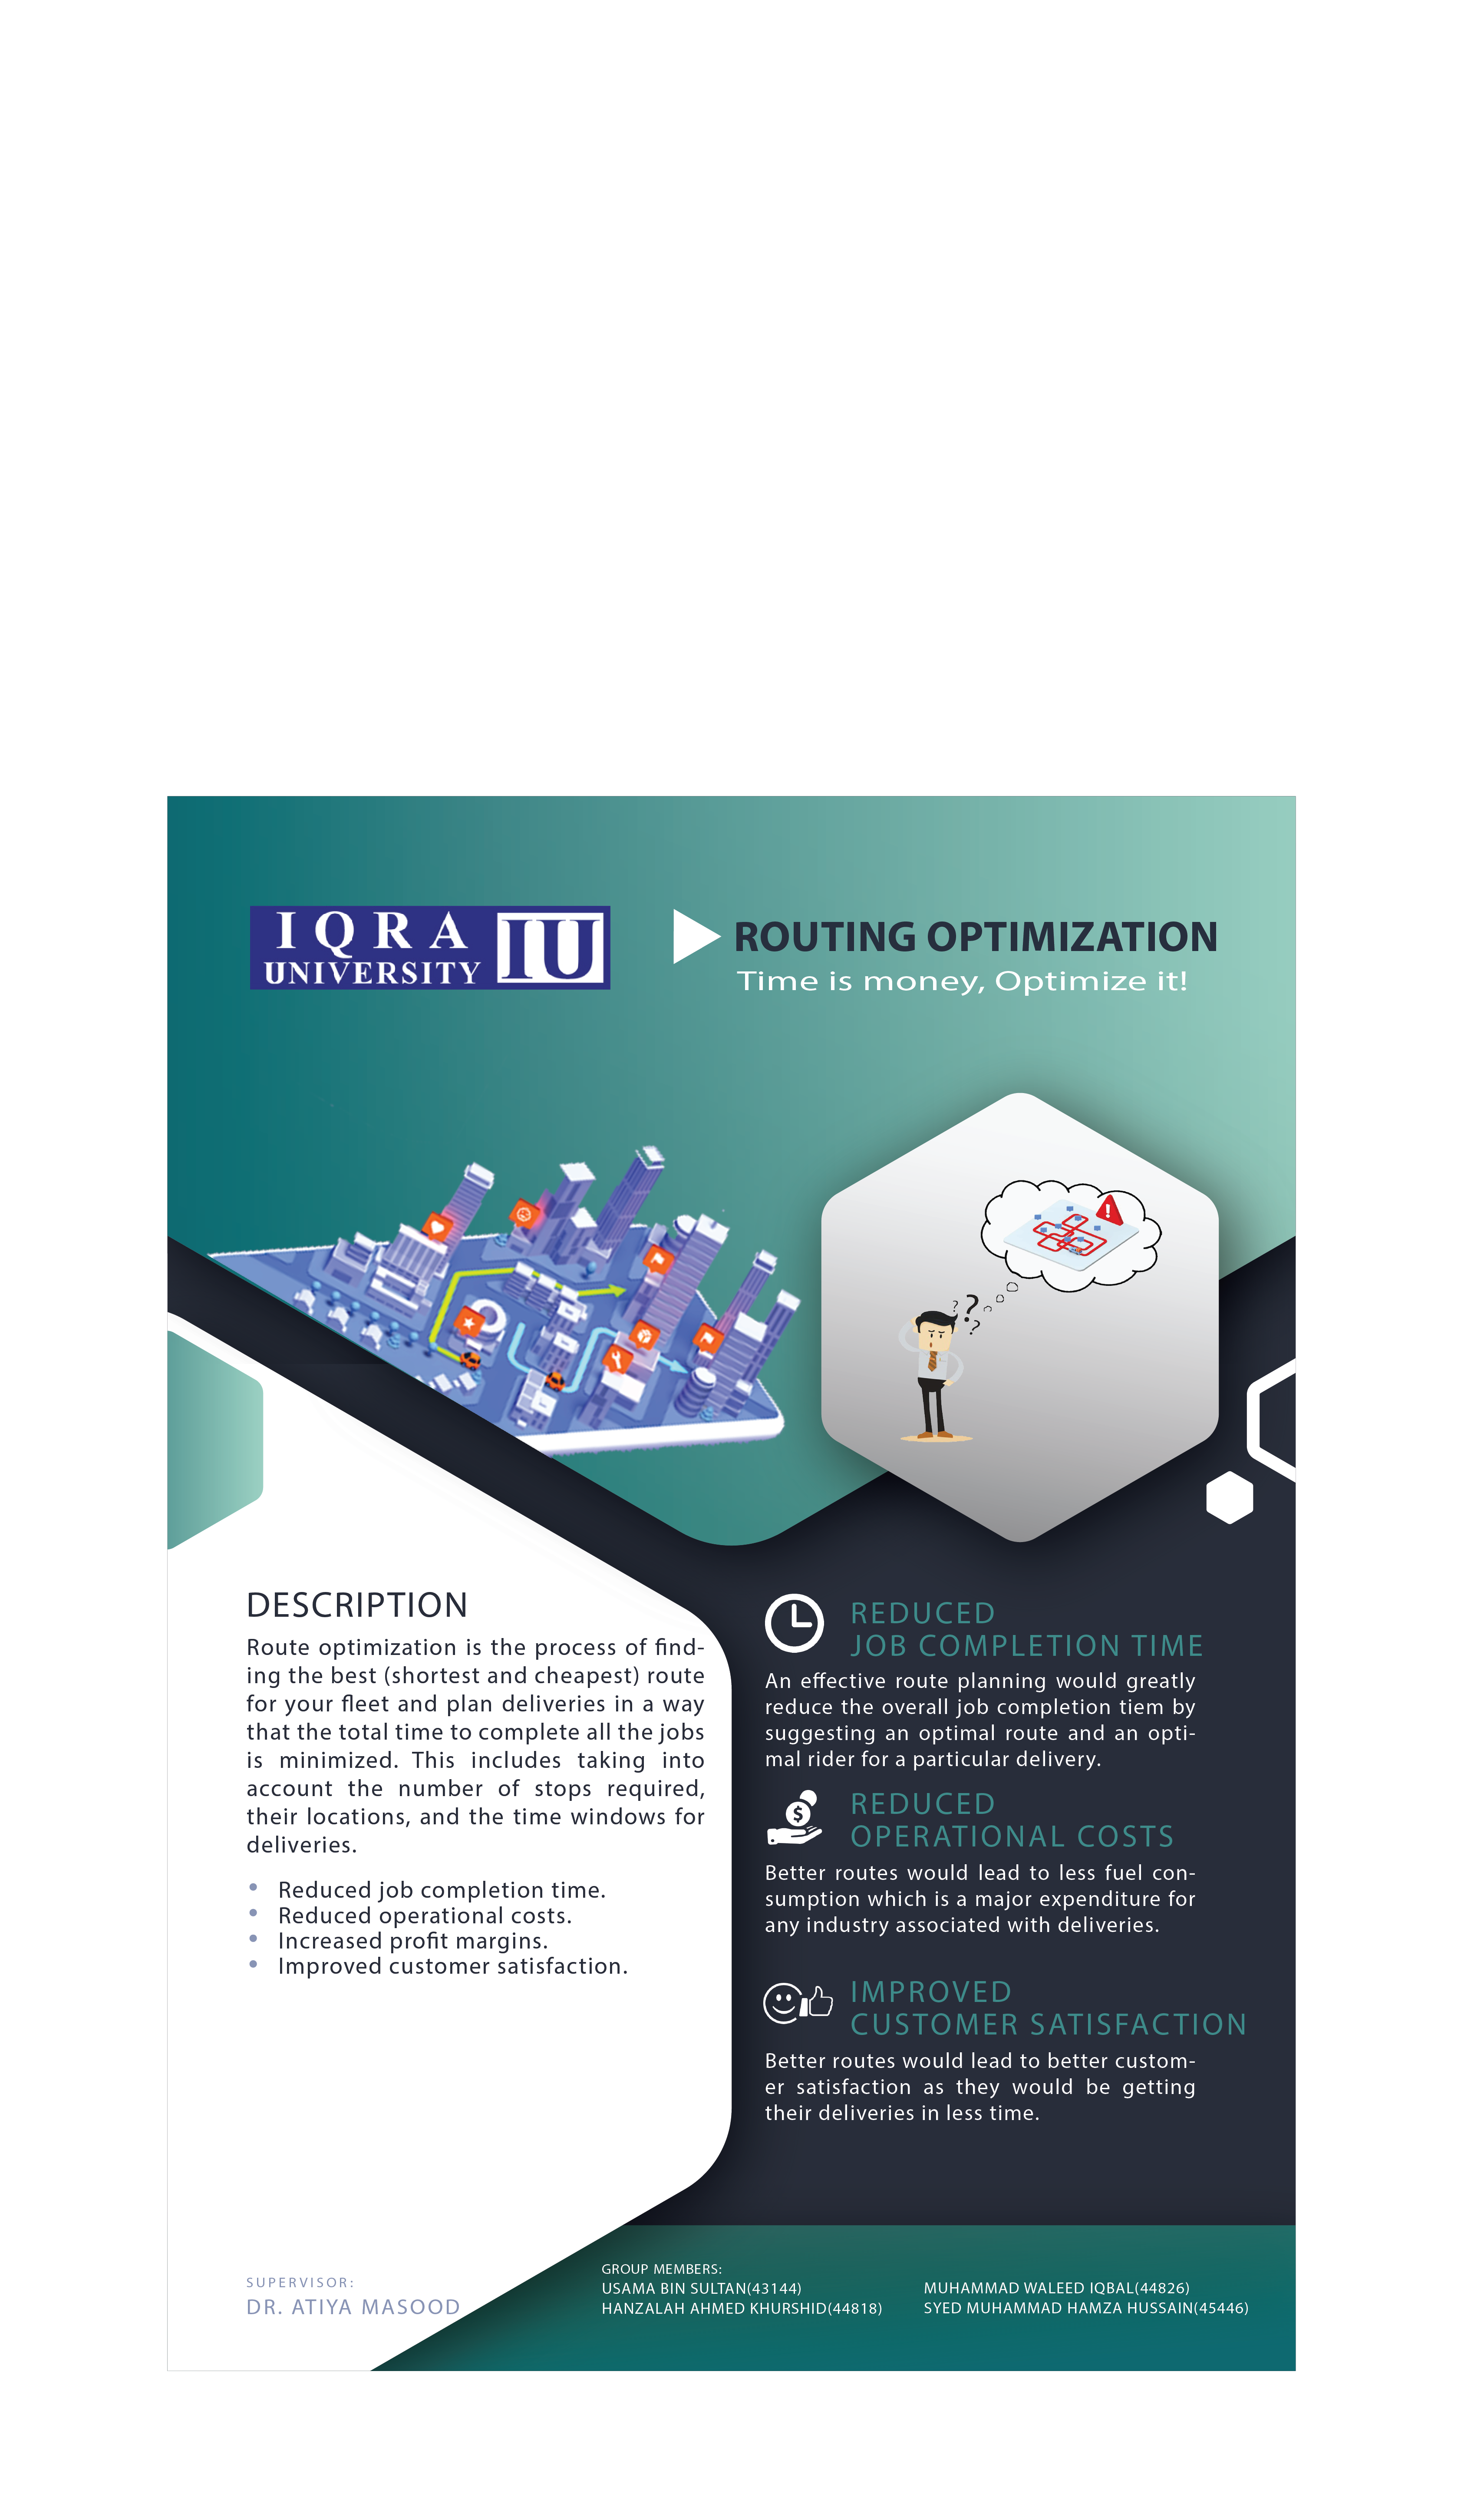 IQRA
UNIVERSITY
IU
ROUTING OPTIMIZATION
Time is money, Optimize it!
!
? ? ?
DESCRIPTION
Route optimization is the process of find-
ing the best (shortest and cheapest) route
for your fleet and plan deliveries in a way
that the total time to complete all the jobs
is minimized. This includes taking into
account the number of stops required,
their locations, and the time windows for
deliveries.
• Reduced job completion time.
• Reduced operational costs.
• Increased profit margins.
• Improved customer satisfaction.
REDUCED
JOB COMPLETION TIME
An effective route planning would greatly
reduce the overall job completion tiem by
suggesting an optimal route and an opti-
mal rider for a particular delivery.
$
REDUCED
OPERATIONAL COSTS
Better routes would lead to less fuel con-
sumption which is a major expenditure for
any industry associated with deliveries.
IMPROVED
CUSTOMER SATISFACTION
Better routes would lead to better custom-
er satisfaction as they would be getting
their deliveries in less time.
SUPERVISOR:
DR. ATIYA MASOOD
GROUP MEMBERS:
USAMA BIN SULTAN(43144)
HANZALAH AHMED KHURSHID(44818)
MUHAMMAD WALEED IQBAL(44826)
SYED MUHAMMAD HAMZA HUSSAIN(45446)